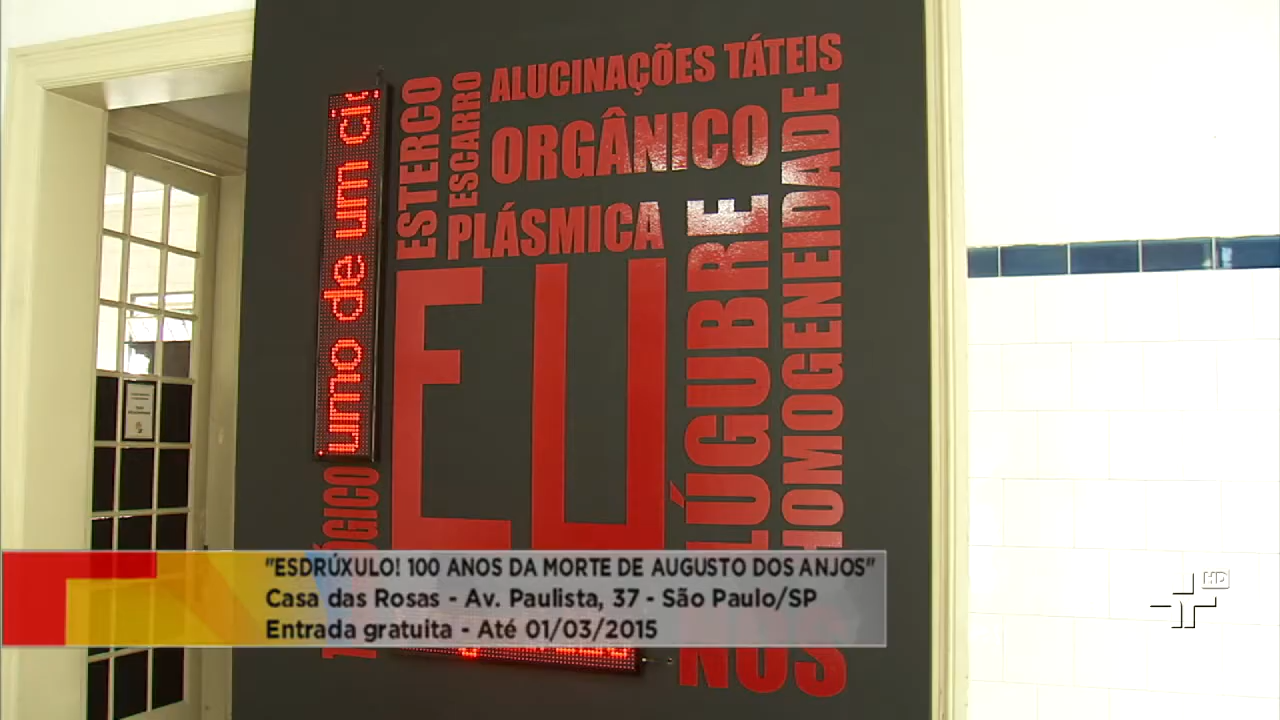 ALUCINAÇÕES TÁTEIS
ESTERCO
ESCARRO
ORGÂNICO
PLÁSMICA
EU
LÚGUBRE
HOMOGENEIDADE
umo de um
"ESDRÚXULO! 100 ANOS DA MORTE DE AUGUSTO DOS ANJOS"
Casa das Rosas - Av. Paulista, 37 - São Paulo/SP
Entrada gratuita - Até 01/03/2015
HD